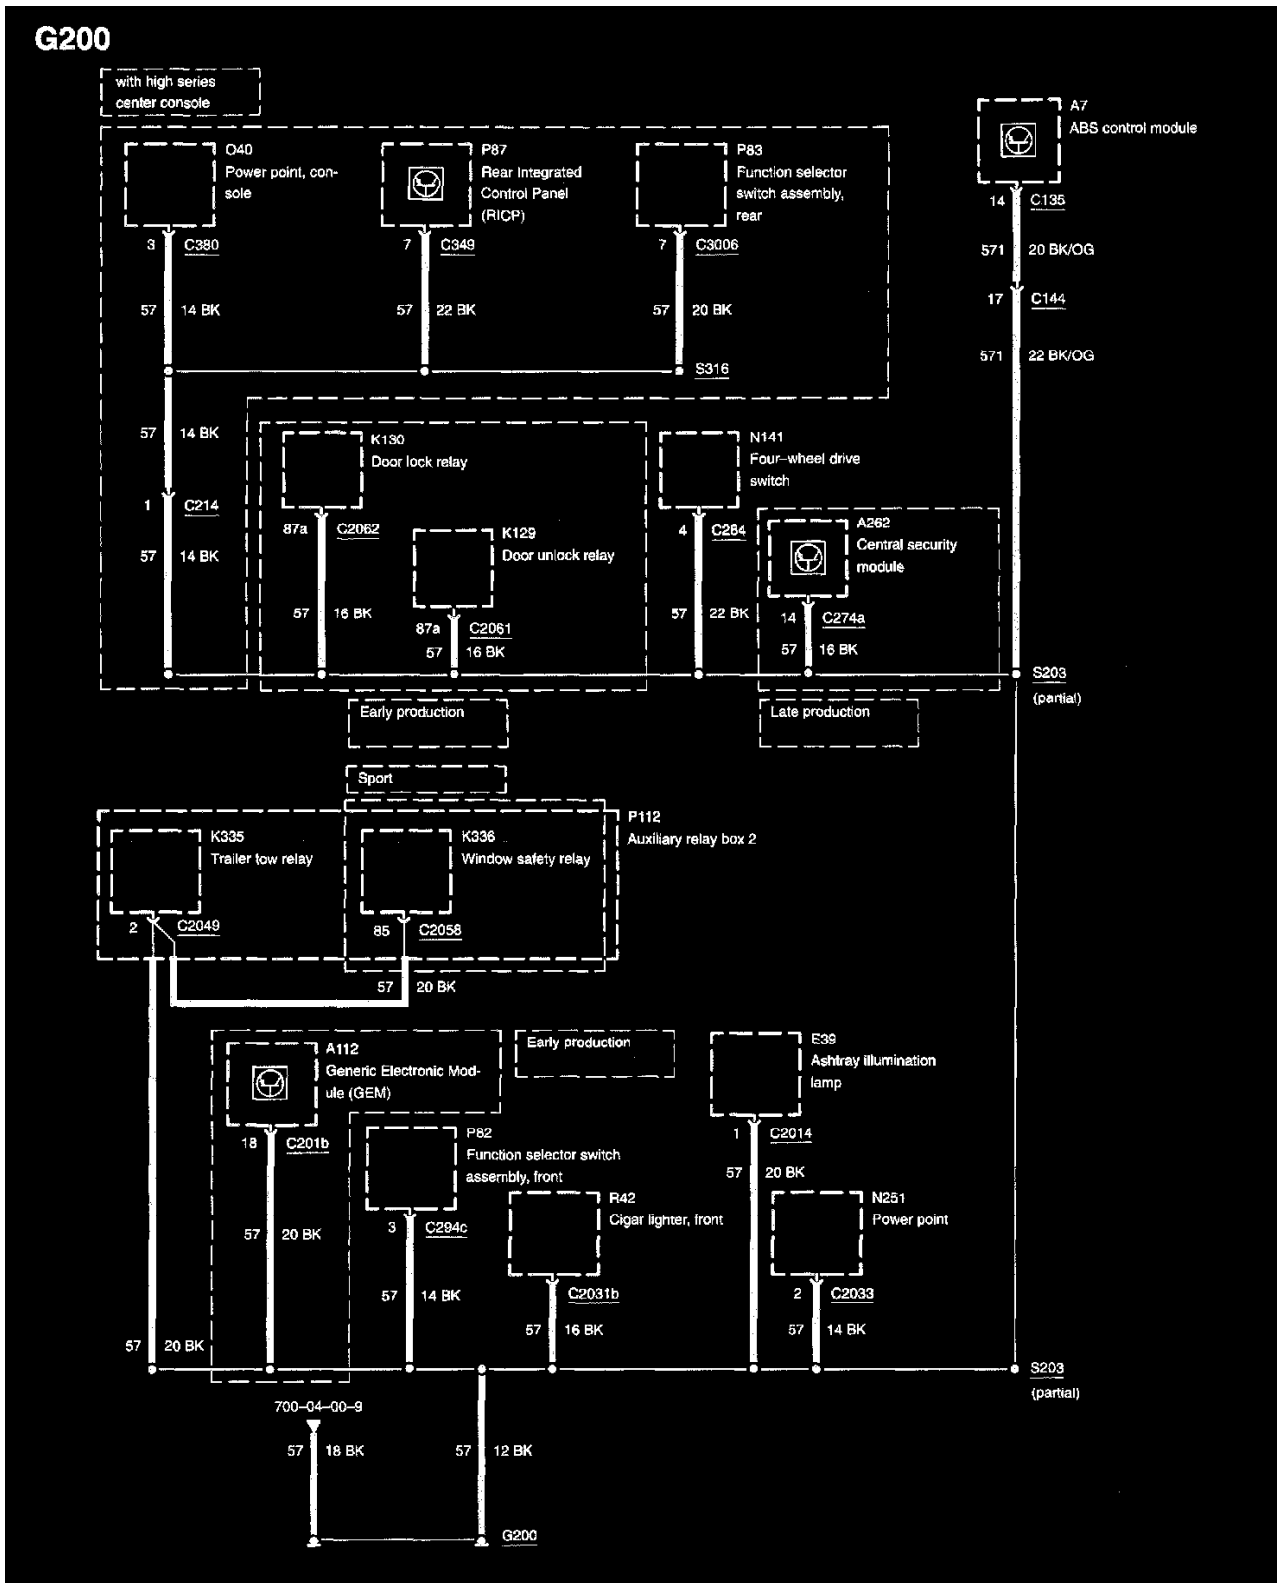 G200
with high series
center console
O40
Power point, con-
sole
P87
Rear Integrated
Control Panel
(RICP)
P83
Function selector
switch assembly,
rear
A7
ABS control module
3 C380
7 C349
7 C3006
14 C135
571 20 BK/OG
57 14 BK
57 22 BK
57 20 BK
17 C144
571 22 BK/OG
S316
57 14 BK
K130
Door lock relay
N141
Four-wheel drive
switch
1 C214
87a C2062
K129
Door unlock relay
4 C284
A262
Central security
module
57 14 BK
57 16 BK
87a C2061
57 16 BK
57 22 BK
14 C274a
57 16 BK
S203
(partial)
Early production
Late production
Sport
P112
Auxiliary relay box 2
K335
Trailer tow relay
K336
Window safety relay
2 C2049
85 C2058
57 20 BK
A112
Generic Electronic Mod-
ule (GEM)
Early production
E39
Ashtray illumination
lamp
18 C201b
P82
Function selector switch
assembly, front
1 C2014
57 20 BK
R42
Cigar lighter, front
N251
Power point
57 20 BK
3 C294c
57 14 BK
C2031b
57 16 BK
2 C2033
57 14 BK
57 20 BK
S203
(partial)
700-04-00-9
57 18 BK
57 12 BK
G200